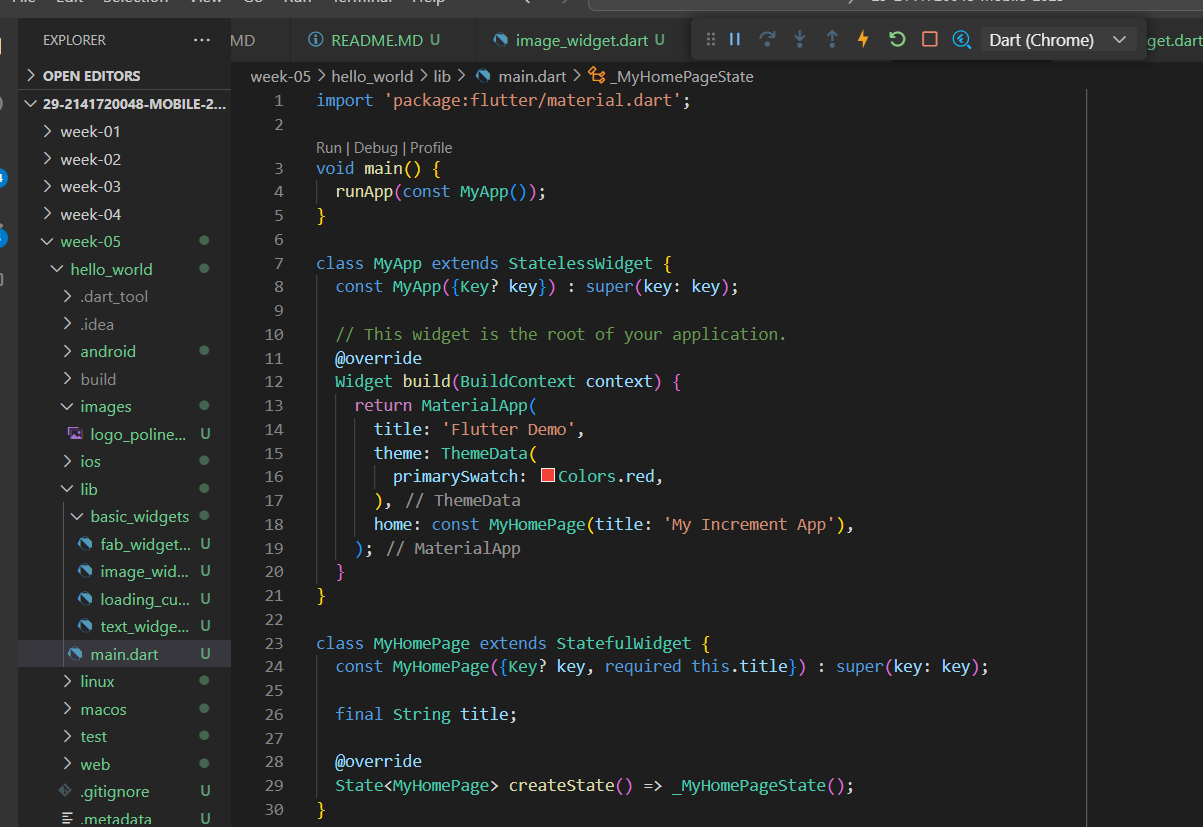 Run Terminal Help
EXPLORER
MD
README.MD U
image_widget.dart U
Dart (Chrome)
get.dart
OPEN EDITORS
29-2141720048-MOBILE-2...
week-01
week-02
week-03
week-04
week-05
hello_world
.dart_tool
.idea
android
build
images
logo_poline... U
ios
lib
basic_widgets
fab_widget... U
image_wid... U
loading_cu... U
text_widge... U
main.dart U
linux
macos
test
web
.gitignore U
.metadata U
week-05 > hello_world > lib > main.dart > _MyHomePageState
1 import 'package:flutter/material.dart';
2
Run | Debug | Profile
3 void main() {
4 runApp(const MyApp());
5 }
6
7 class MyApp extends StatelessWidget {
8 const MyApp({Key? key}) : super(key: key);
9
10 // This widget is the root of your application.
11 @override
12 Widget build(BuildContext context) {
13 return MaterialApp(
14 title: 'Flutter Demo',
15 theme: ThemeData(
16 primarySwatch: Colors.red,
17 ), // ThemeData
18 home: const MyHomePage(title: 'My Increment App'),
19 ); // MaterialApp
20 }
21 }
22
23 class MyHomePage extends StatefulWidget {
24 const MyHomePage({Key? key, required this.title}) : super(key: key);
25
26 final String title;
27
28 @override
29 State<MyHomePage> createState() => _MyHomePageState();
30 }